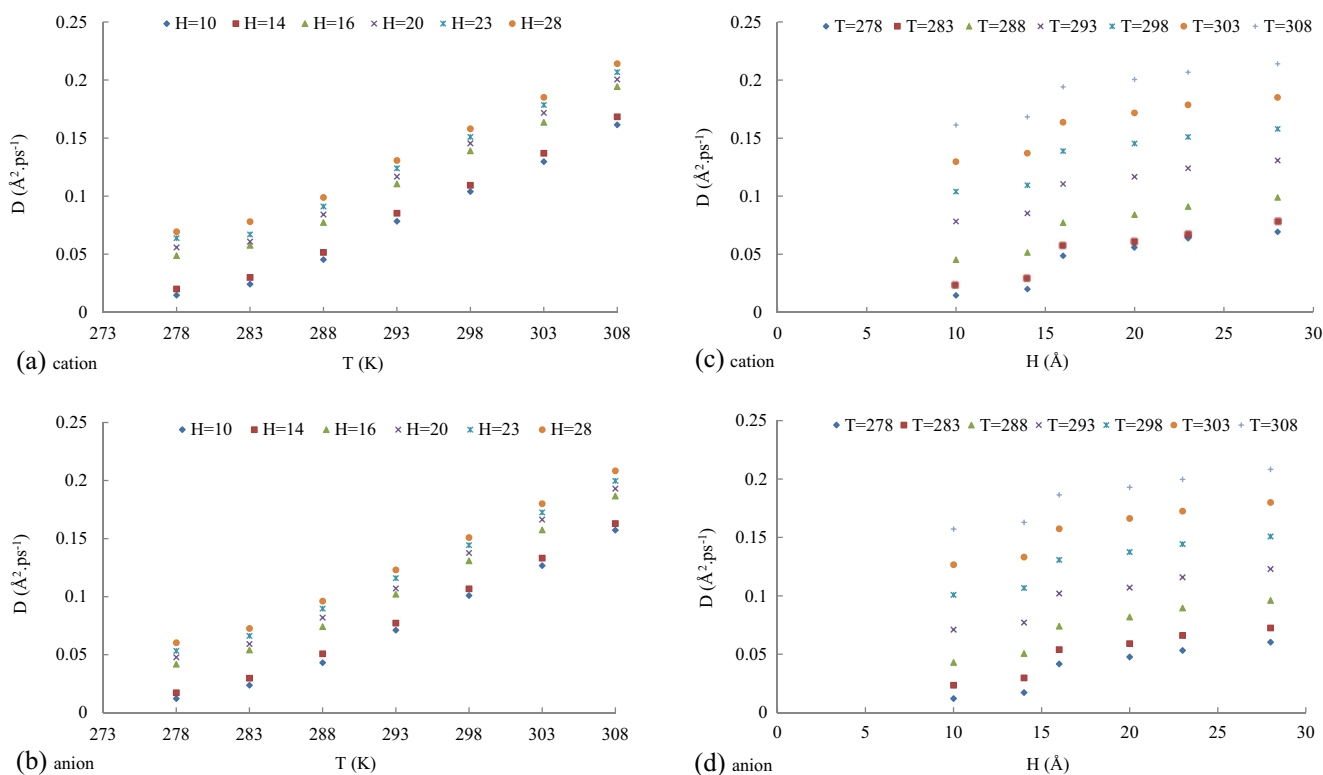 H=10 H=14 H=16 H=20 H=23 H=28
0.25
0.2
0.15
0.1
0.05
0
D (Å².ps⁻¹)
273 278 283 288 293 298 303 308
(a) cation T (K)
T=278 T=283 T=288 T=293 T=298 T=303 T=308
0.25
0.2
0.15
0.1
0.05
0
D (Å².ps⁻¹)
0 5 10 15 20 25 30
(c) cation H (Å)
H=10 H=14 H=16 H=20 H=23 H=28
0.25
0.2
0.15
0.1
0.05
0
D (Å².ps⁻¹)
273 278 283 288 293 298 303 308
(b) anion T (K)
T=278 T=283 T=288 T=293 T=298 T=303 T=308
0.25
0.2
0.15
0.1
0.05
0
D (Å².ps⁻¹)
0 5 10 15 20 25 30
(d) anion H (Å)